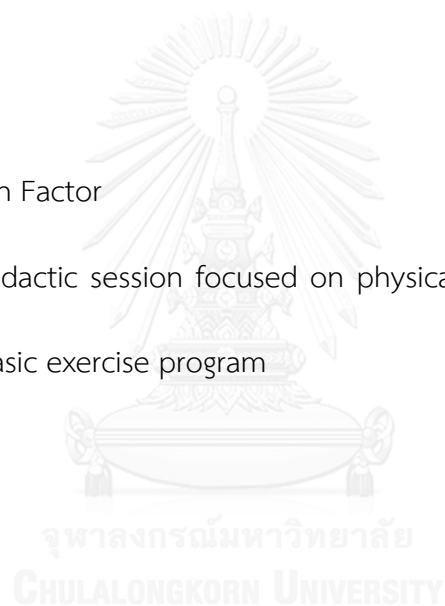 n Factor
dactic session focused on physica
asic exercise program
จุฬาลงกรณ์มหาวิทยาลัย
CHULALONGKORN UNIVERSITY